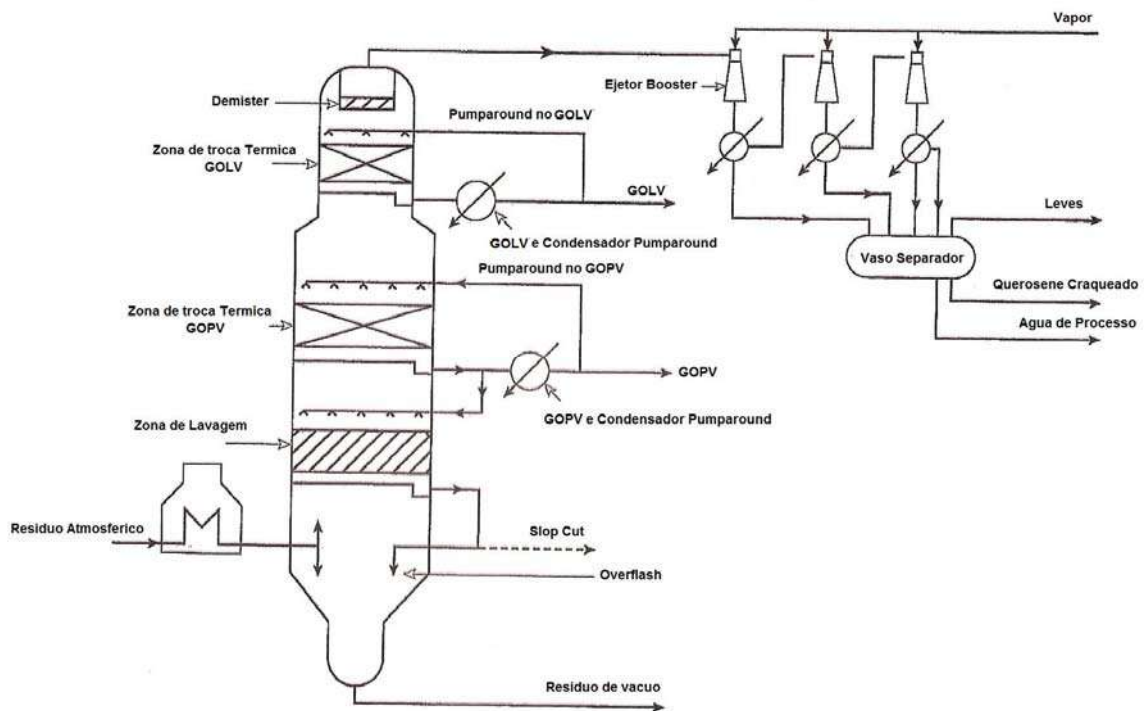 Vapor
Ejetor Booster
Demister
Pumparound no GOLV
Zona de troca Termica
GOLV
GOLV
Leves
GOLV e Condensador Pumparound
Vaso Separador
Pumparound no GOPV
Querosene Craqueado
Zona de troca Termica
GOPV
Agua de Processo
GOPV
GOPV e Condensador Pumparound
Zona de Lavagem
Residuo Atmosferico
Slop Cut
Overflash
Residuo de vacuo